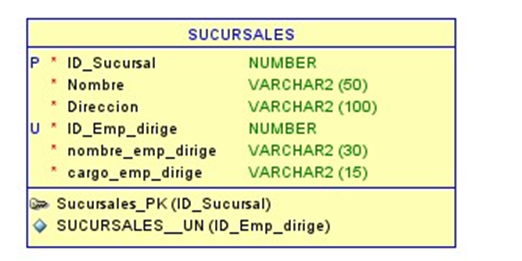 SUCURSALES
P * ID_Sucursal NUMBER
* Nombre VARCHAR2 (50)
* Direccion VARCHAR2 (100)
U * ID_Emp_dirige NUMBER
* nombre_emp_dirige VARCHAR2 (30)
* cargo_emp_dirige VARCHAR2 (15)
Sucursales_PK (ID_Sucursal)
SUCURSALES__UN (ID_Emp_dirige)